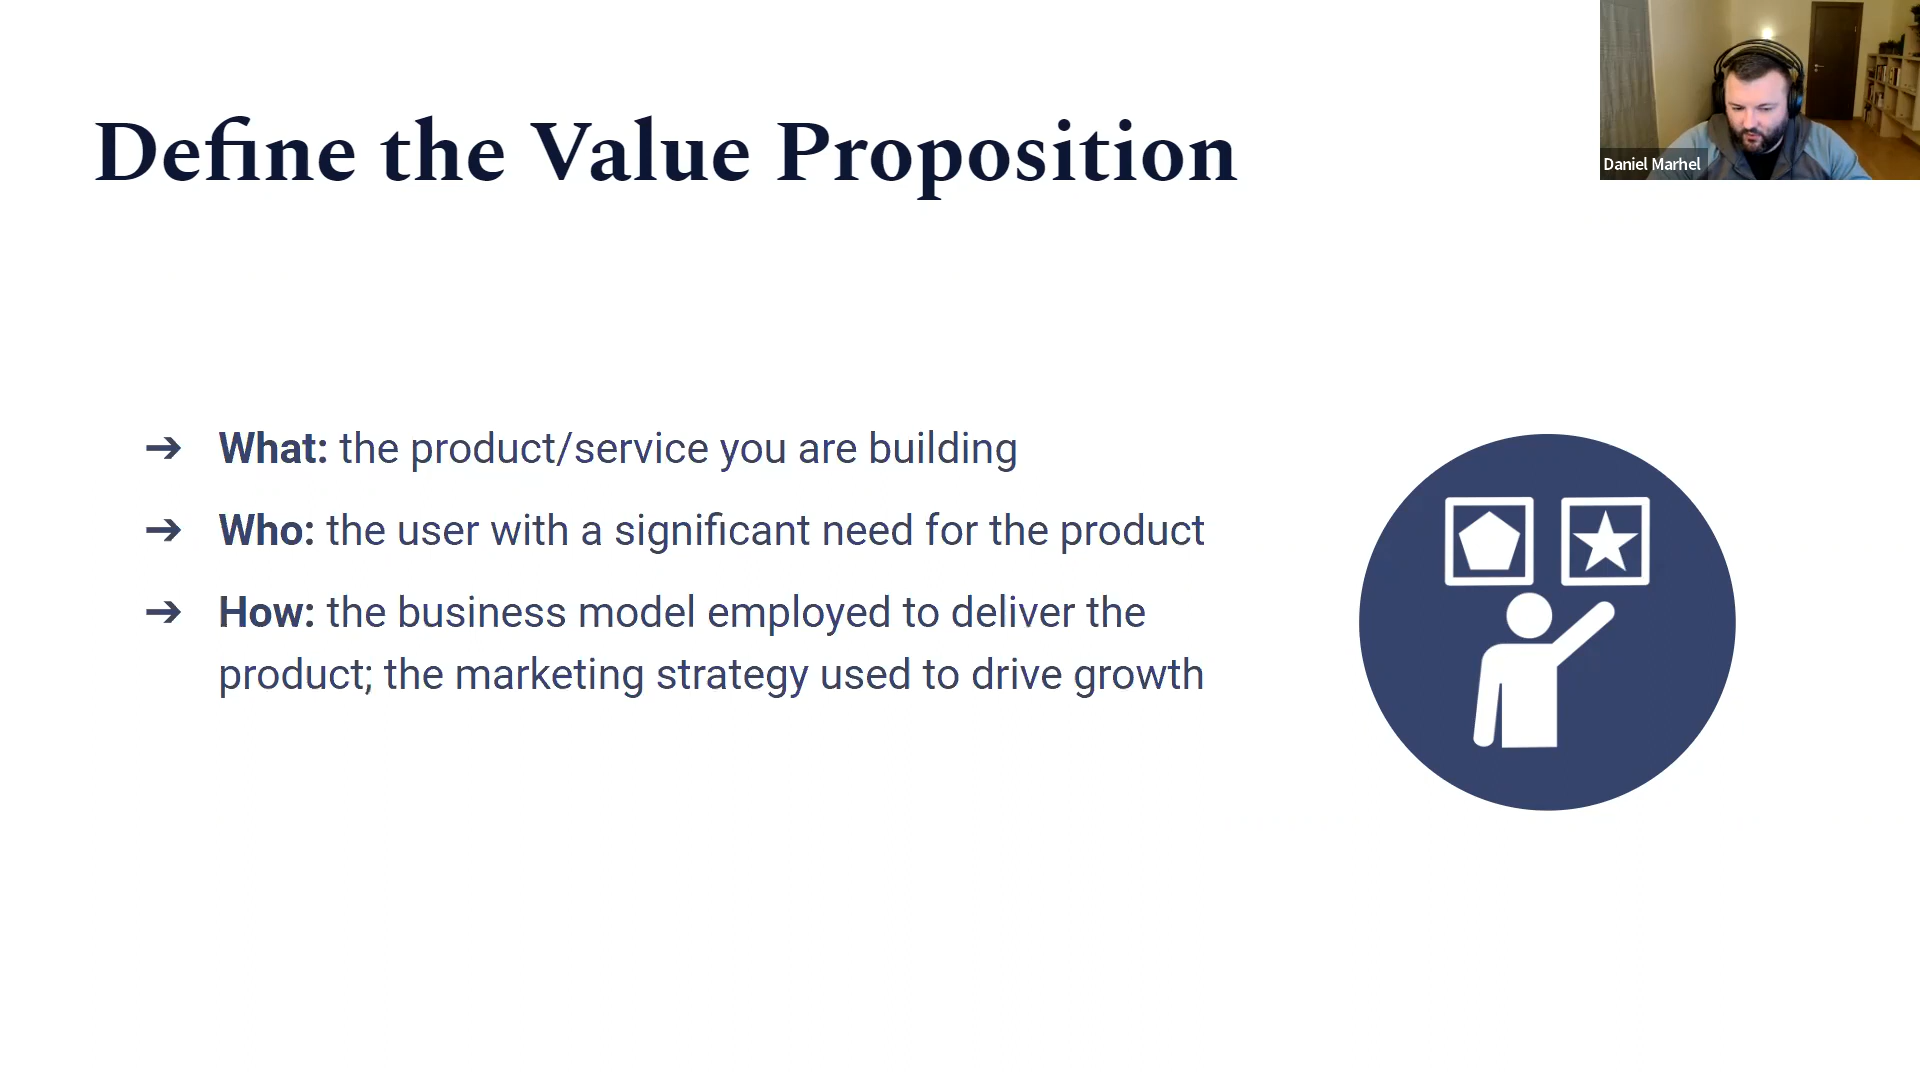 Define the Value Proposition
Daniel Marhel
➔ What: the product/service you are building
➔ Who: the user with a significant need for the product
➔ How: the business model employed to deliver the
product; the marketing strategy used to drive growth